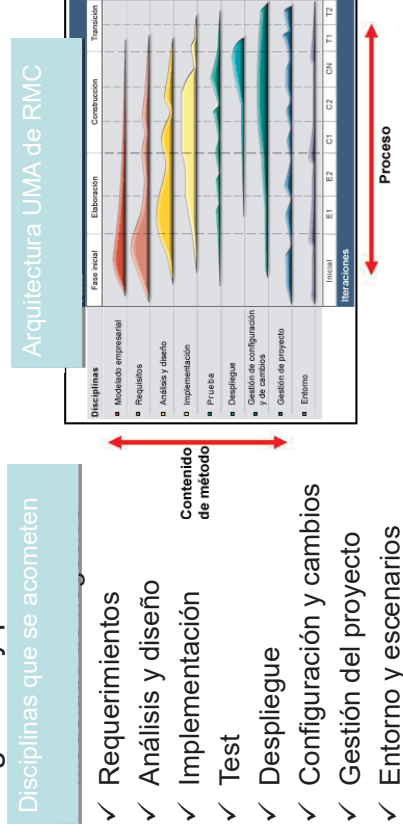 Disciplinas que se acometen
✓ Requerimientos
✓ Análisis y diseño
✓ Implementación
✓ Test
✓ Despliegue
✓ Configuración y cambios
✓ Gestión del proyecto
✓ Entorno y escenarios
Arquitectura UMA de RMC
Contenido
de método
Disciplinas
Fase inicial
Elaboración
Construcción
Transición
Modelado empresarial
Requisitos
Análisis y diseño
Implementación
Prueba
Despliegue
Gestión de configuración
y de cambios
Gestión de proyecto
Entorno
Inicial
E1
E2
C1
C2
CN
T1
T2
Iteraciones
Proceso